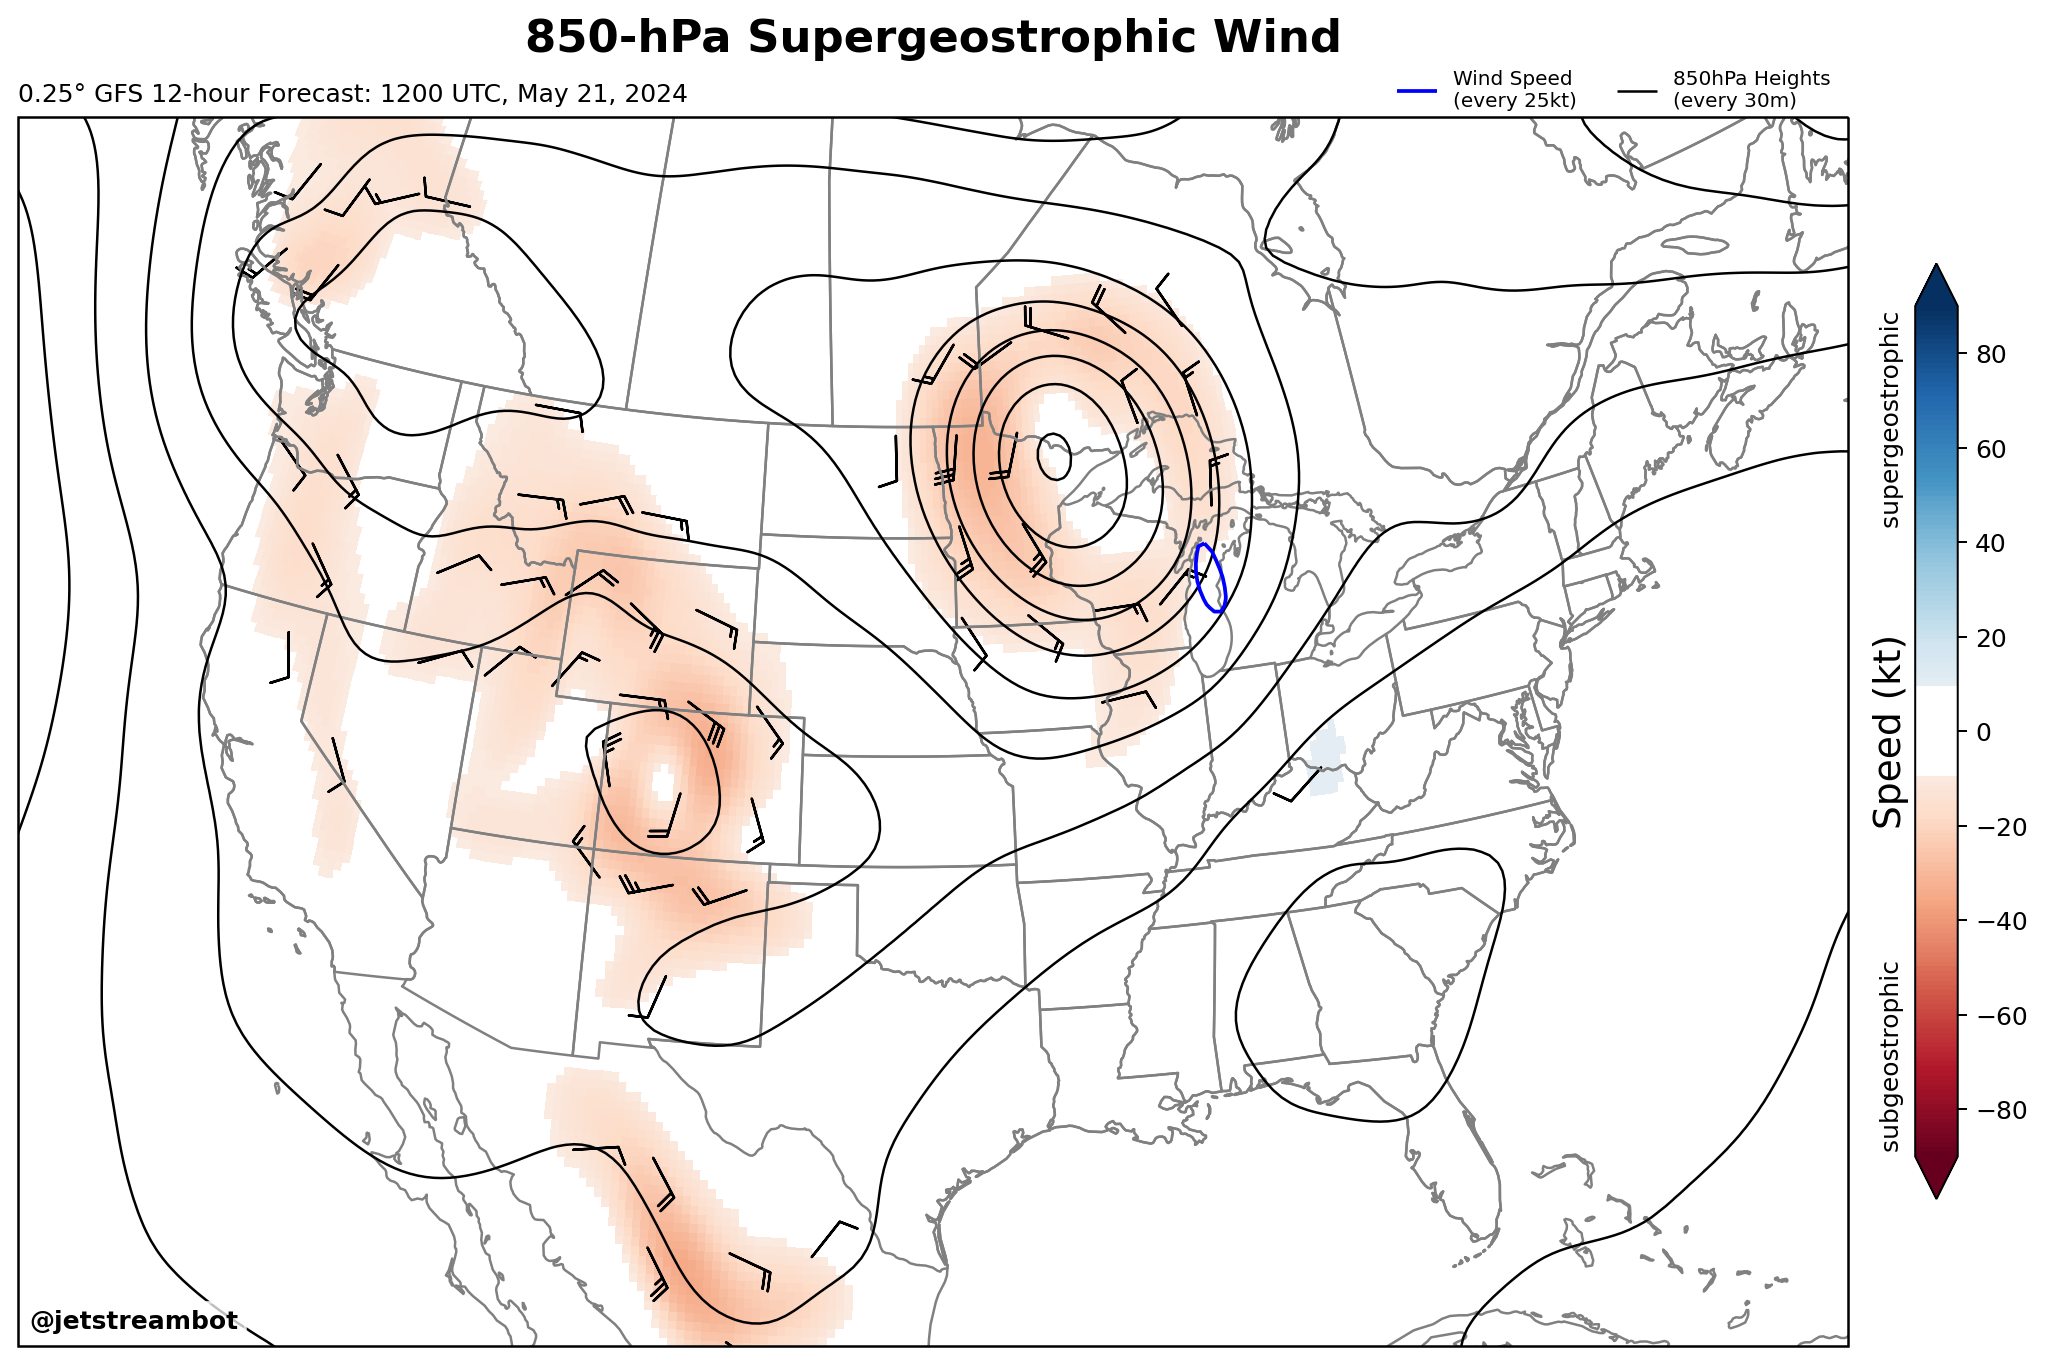 850-hPa Supergeostrophic Wind
0.25° GFS 12-hour Forecast: 1200 UTC, May 21, 2024
Wind Speed
(every 25kt)
850hPa Heights
(every 30m)
supergeostrophic
subgeostrophic
Speed (kt)
80
60
40
20
0
−20
−40
−60
−80
@jetstreambot